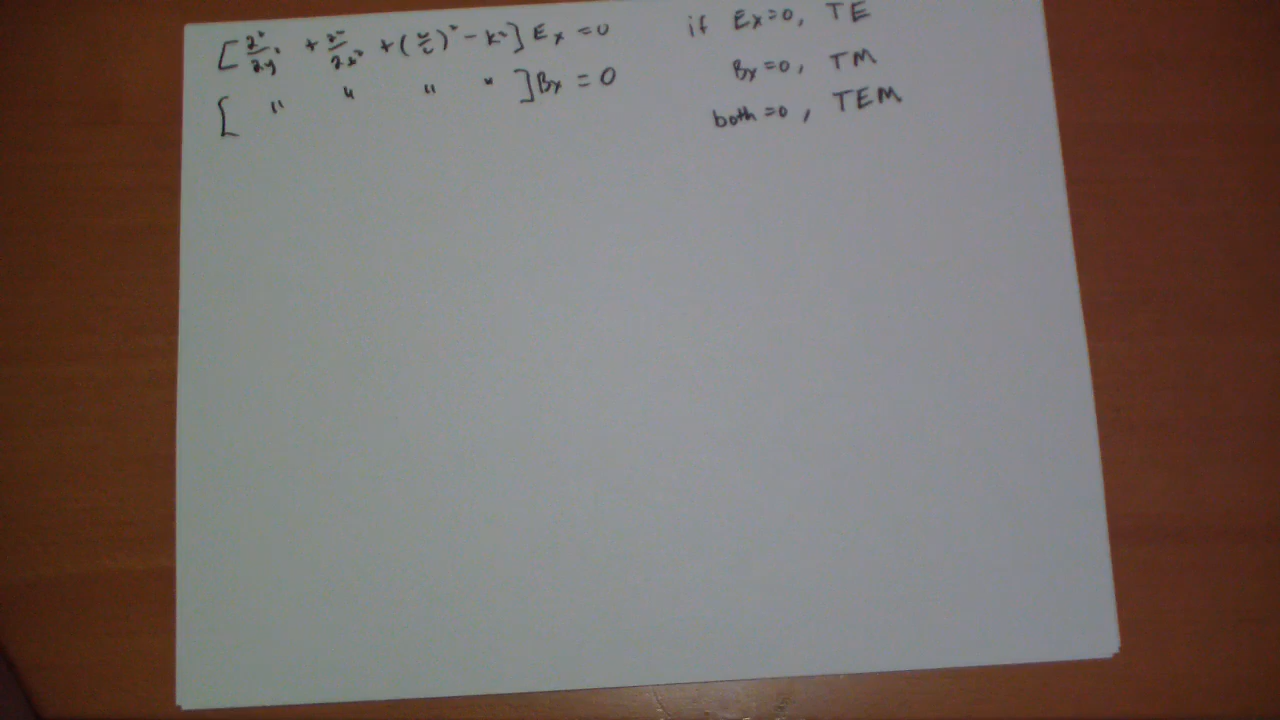 [∂²/∂y² + ∂²/∂z² + (ω/c)² - k²] Ex = 0 if Ex=0, TE
[ " " " " ] Bx = 0 Bx=0, TM
both=0, TEM